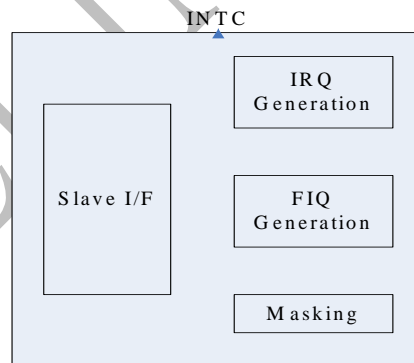 INTC
IRQ
Generation
Slave I/F
FIQ
Generation
Masking